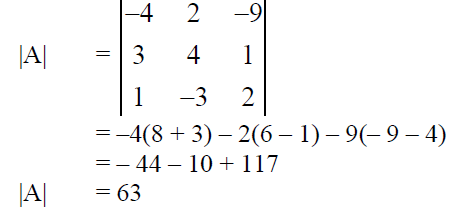 –4 2 –9
|A| = 3 4 1
1 –3 2
= –4(8 + 3) – 2(6 – 1) – 9(– 9 – 4)
= – 44 – 10 + 117
|A| = 63